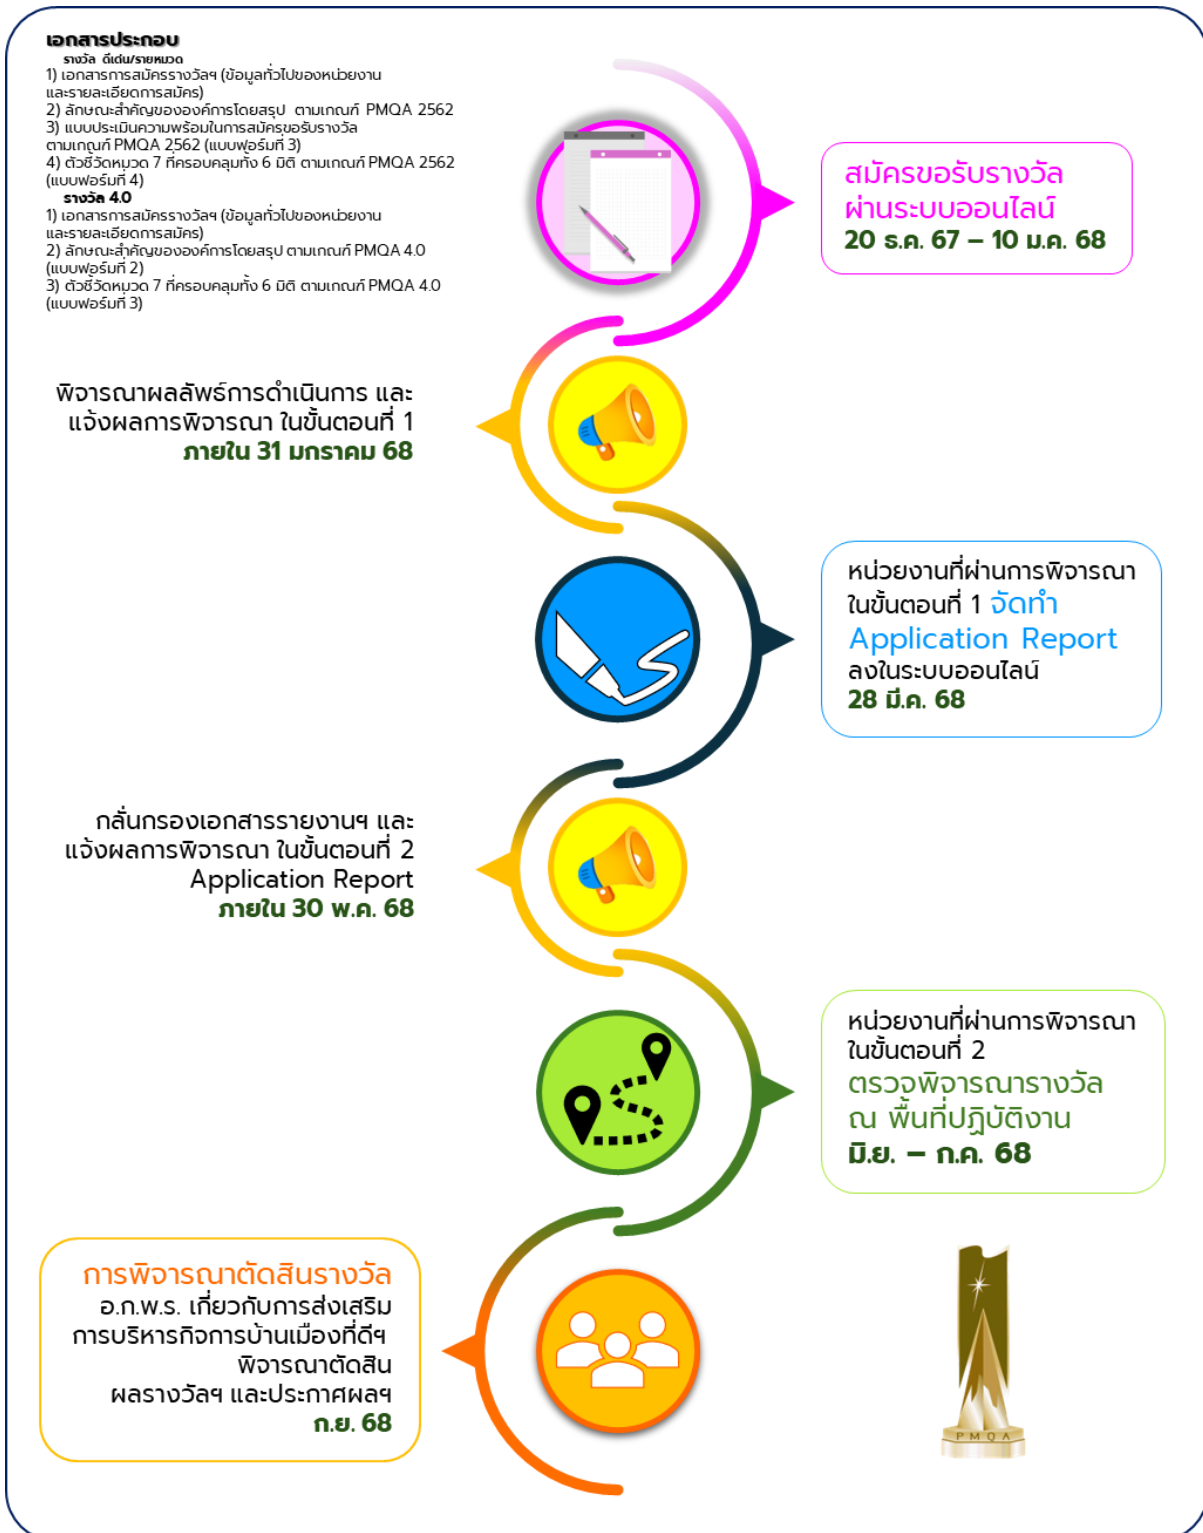 เอกสารประกอบ
รางวัล ดีเด่น/รายหมวด
1) เอกสารการสมัครรางวัลฯ (ข้อมูลทั่วไปของหน่วยงาน
และรายละเอียดการสมัคร)
2) ลักษณะสำคัญขององค์การโดยสรุป ตามเกณฑ์ PMQA 2562
3) แบบประเมินความพร้อมในการสมัครขอรับรางวัล
ตามเกณฑ์ PMQA 2562 (แบบฟอร์มที่ 3)
4) ตัวชี้วัดหมวด 7 ที่ครอบคลุมทั้ง 6 มิติ ตามเกณฑ์ PMQA 2562
(แบบฟอร์มที่ 4)
รางวัล 4.0
1) เอกสารการสมัครรางวัลฯ (ข้อมูลทั่วไปของหน่วยงาน
และรายละเอียดการสมัคร)
2) ลักษณะสำคัญขององค์การโดยสรุป ตามเกณฑ์ PMQA 4.0
(แบบฟอร์มที่ 2)
3) ตัวชี้วัดหมวด 7 ที่ครอบคลุมทั้ง 6 มิติ ตามเกณฑ์ PMQA 4.0
(แบบฟอร์มที่ 3)
สมัครขอรับรางวัล
ผ่านระบบออนไลน์
20 ธ.ค. 67 – 10 ม.ค. 68
พิจารณาผลลัพธ์การดำเนินการ และ
แจ้งผลการพิจารณา ในขั้นตอนที่ 1
ภายใน 31 มกราคม 68
หน่วยงานที่ผ่านการพิจารณา
ในขั้นตอนที่ 1 จัดทำ
Application Report
ลงในระบบออนไลน์
28 มี.ค. 68
กลั่นกรองเอกสารรายงานฯ และ
แจ้งผลการพิจารณา ในขั้นตอนที่ 2
Application Report
ภายใน 30 พ.ค. 68
หน่วยงานที่ผ่านการพิจารณา
ในขั้นตอนที่ 2
ตรวจพิจารณารางวัล
ณ พื้นที่ปฏิบัติงาน
มิ.ย. – ก.ค. 68
การพิจารณาตัดสินรางวัล
อ.ก.พ.ร. เกี่ยวกับการส่งเสริม
การบริหารกิจการบ้านเมืองที่ดีฯ
พิจารณาตัดสิน
ผลรางวัลฯ และประกาศผลฯ
ก.ย. 68
PMQA